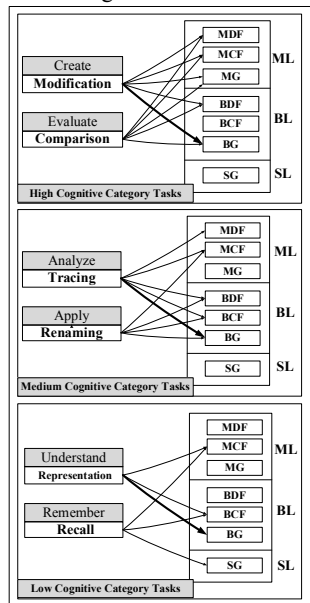 MDF
MCF
ML
Create
Modification
MG
BDF
Evaluate
Comparison
BCF
BL
BG
SG
SL
High Cognitive Category Tasks
MDF
MCF
ML
Analyze
Tracing
MG
BDF
Apply
Renaming
BCF
BL
BG
SG
SL
Medium Cognitive Category Tasks
MDF
MCF
ML
Understand
Representation
MG
BDF
Remember
Recall
BCF
BL
BG
SG
SL
Low Cognitive Category Tasks